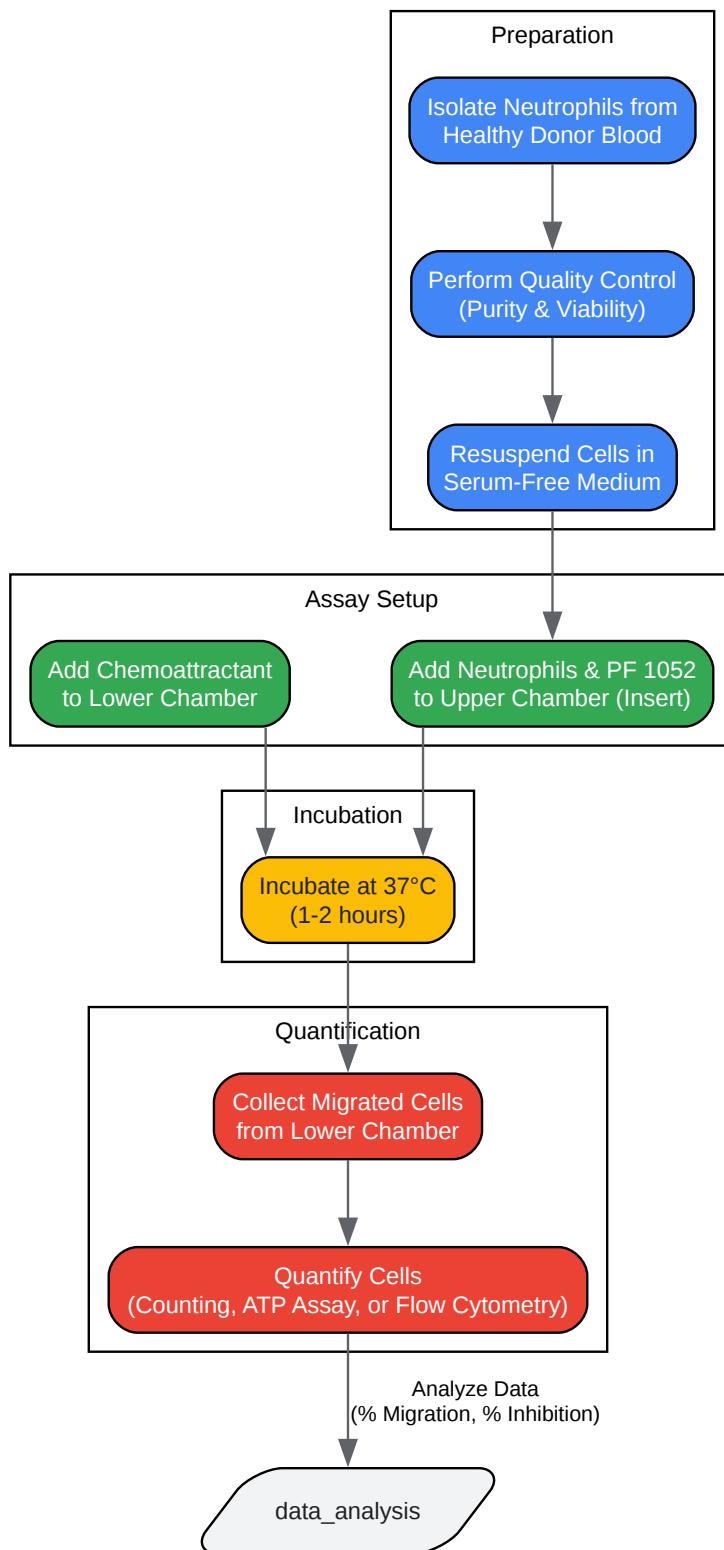 Preparation
Isolate Neutrophils from
Healthy Donor Blood
Perform Quality Control
(Purity & Viability)
Resuspend Cells in
Serum-Free Medium
Assay Setup
Add Chemoattractant
to Lower Chamber
Add Neutrophils & PF 1052
to Upper Chamber (Insert)
Incubation
Incubate at 37°C
(1-2 hours)
Quantification
Collect Migrated Cells
from Lower Chamber
Quantify Cells
(Counting, ATP Assay, or Flow Cytometry)
Analyze Data
(% Migration, % Inhibition)
data_analysis